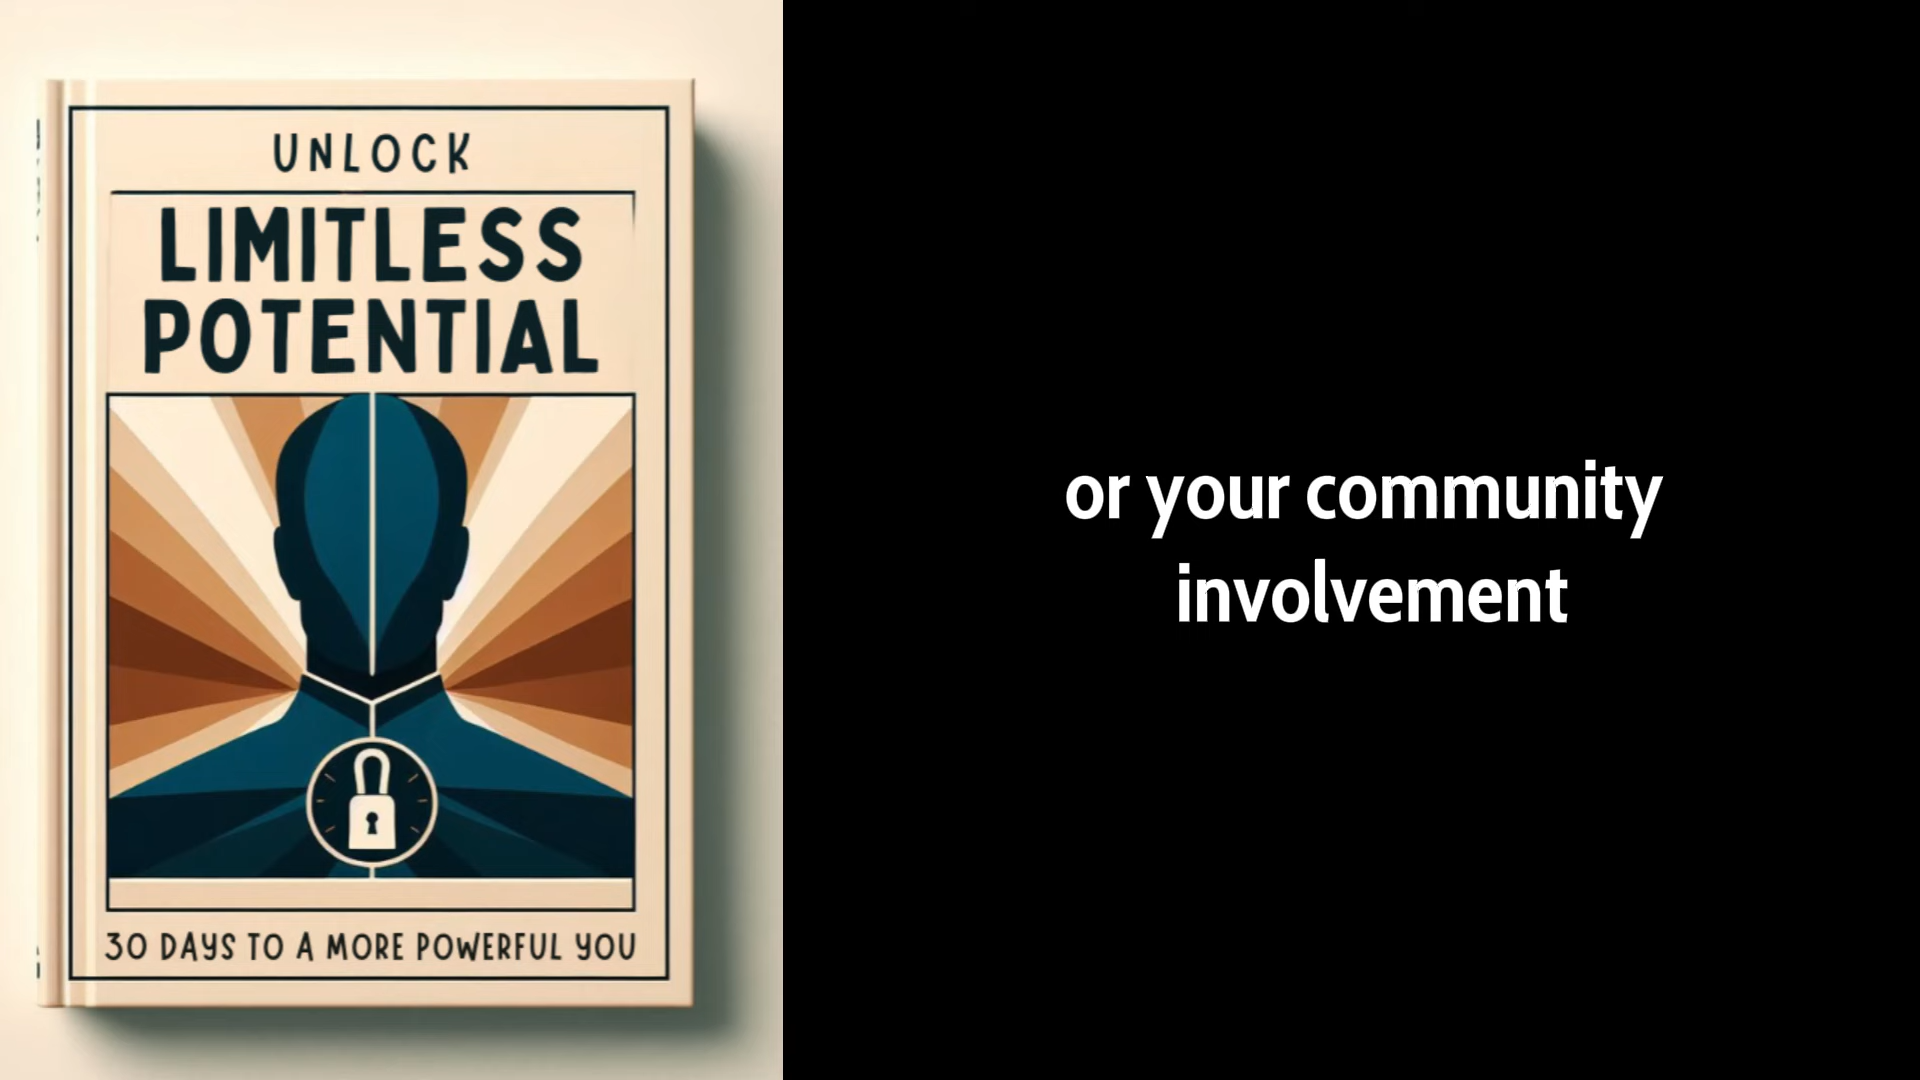 UNLOCK
LIMITLESS
POTENTIAL
30 DAYS TO A MORE POWERFUL YOU
or your community
involvement